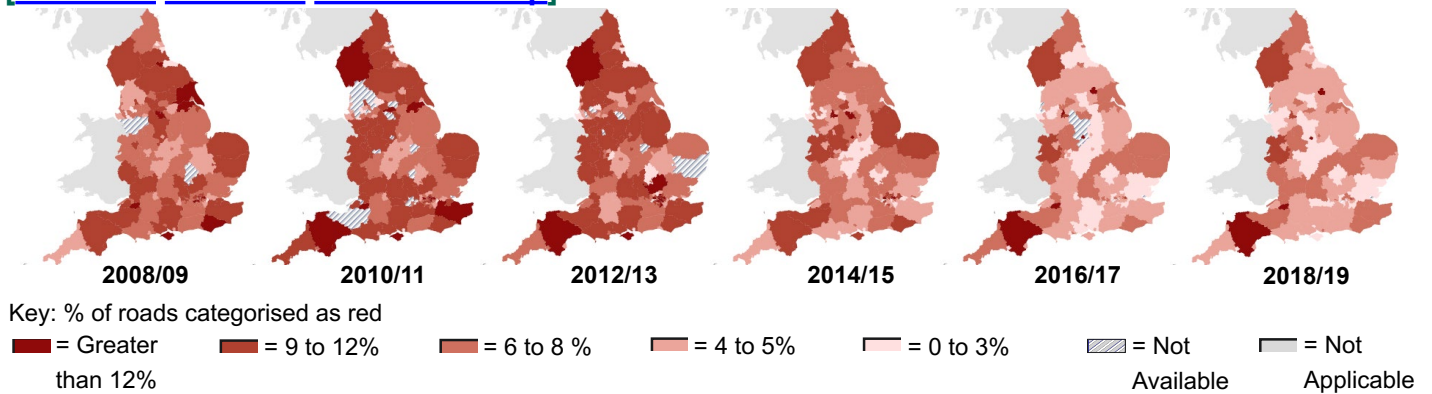 2008/09 2010/11 2012/13 2014/15 2016/17 2018/19
Key: % of roads categorised as red
= Greater than 12%
= 9 to 12%
= 6 to 8 %
= 4 to 5%
= 0 to 3%
= Not Available
= Not Applicable